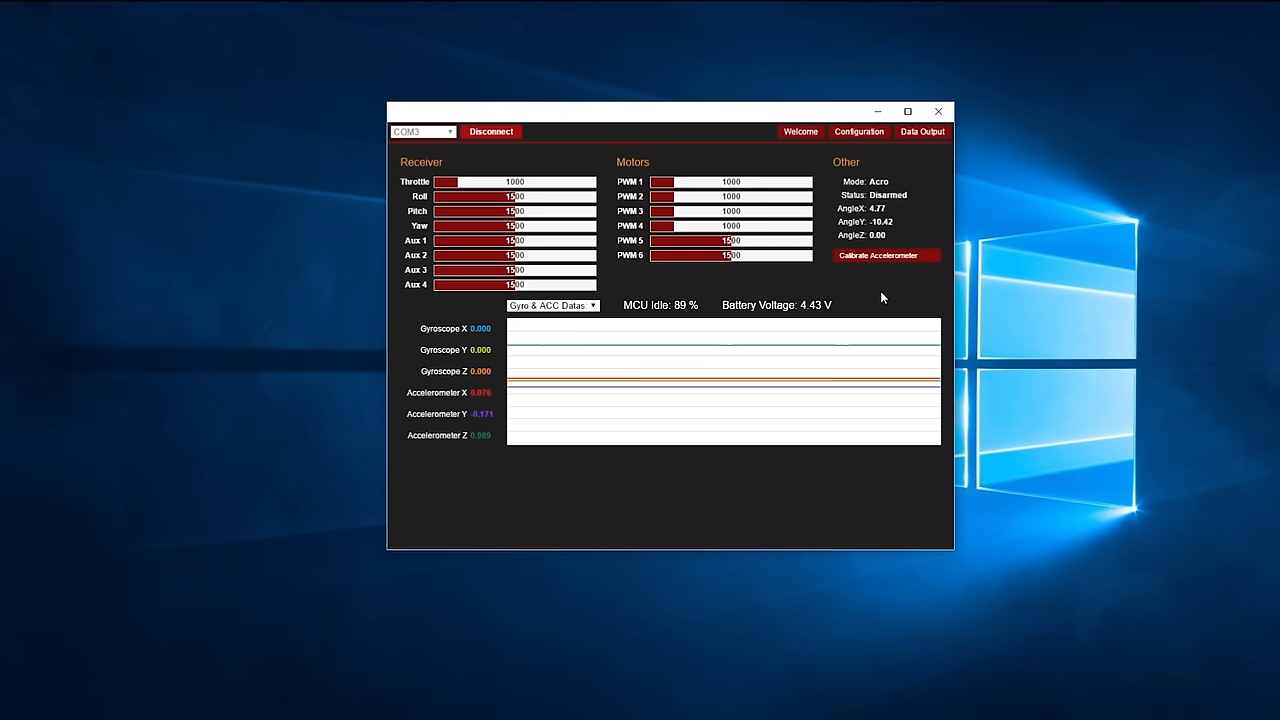 COM3 Disconnect Welcome Configuration Data Output
Receiver Motors Other
Throttle 1000 PWM 1 1000 Mode: Acro
Roll 1500 PWM 2 1000 Status: Disarmed
Pitch 1500 PWM 3 1000 AngleX: 4.77
Yaw 1500 PWM 4 1000 AngleY: -10.42
Aux 1 1500 PWM 5 1500 AngleZ: 0.00
Aux 2 1500 PWM 6 1500 Calibrate Accelerometer
Aux 3 1500
Aux 4 1500
Gyro & ACC Datas: MCU Idle: 89 % Battery Voltage: 4.43 V
Gyroscope X 0.000
Gyroscope Y 0.000
Gyroscope Z 0.000
Accelerometer X 0.076
Accelerometer Y -0.171
Accelerometer Z 0.989